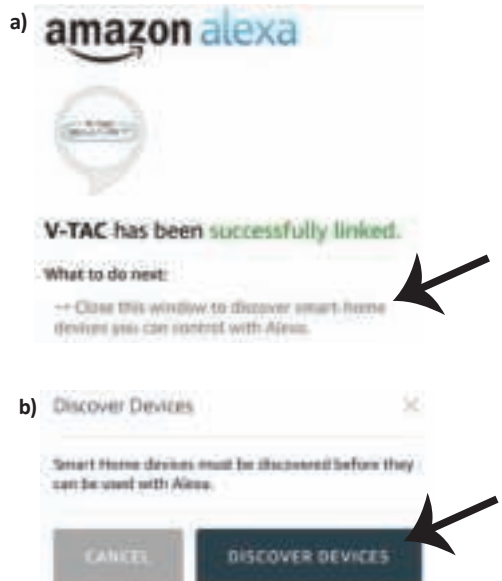 a) amazon alexa
V-TAC has been successfully linked.
What to do next:
→ Close this window to discover smart-home
devices you can control with Alexa.
b) Discover Devices ×
Smart Home devices must be discovered before they
can be used with Alexa.
CANCEL DISCOVER DEVICES